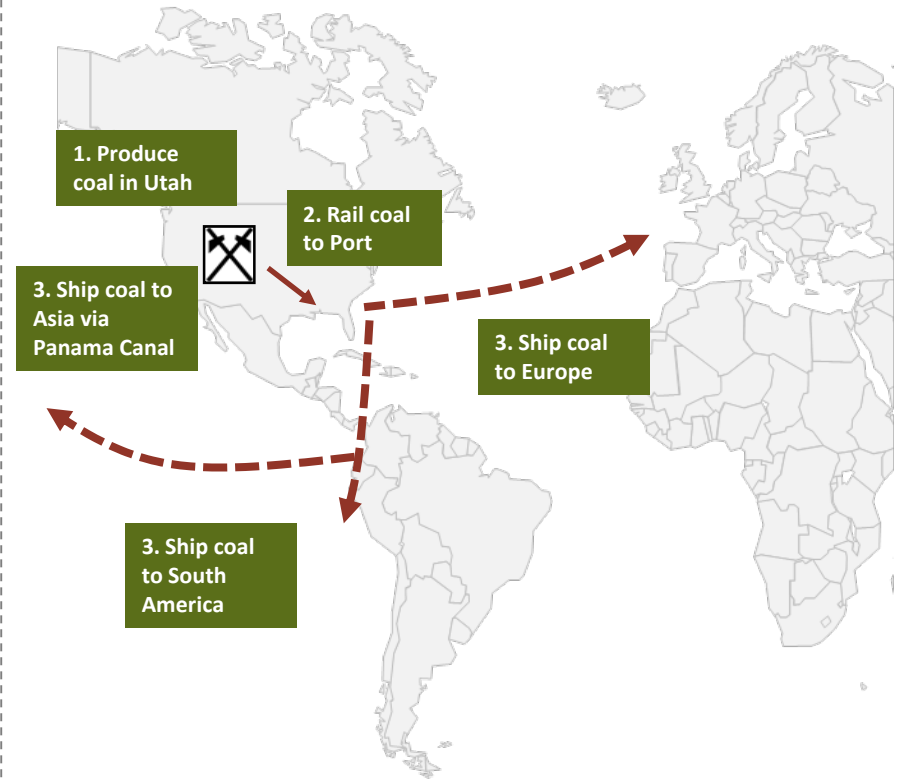 1. Produce
coal in Utah
2. Rail coal
to Port
3. Ship coal to
Asia via
Panama Canal
3. Ship coal
to Europe
3. Ship coal
to South
America